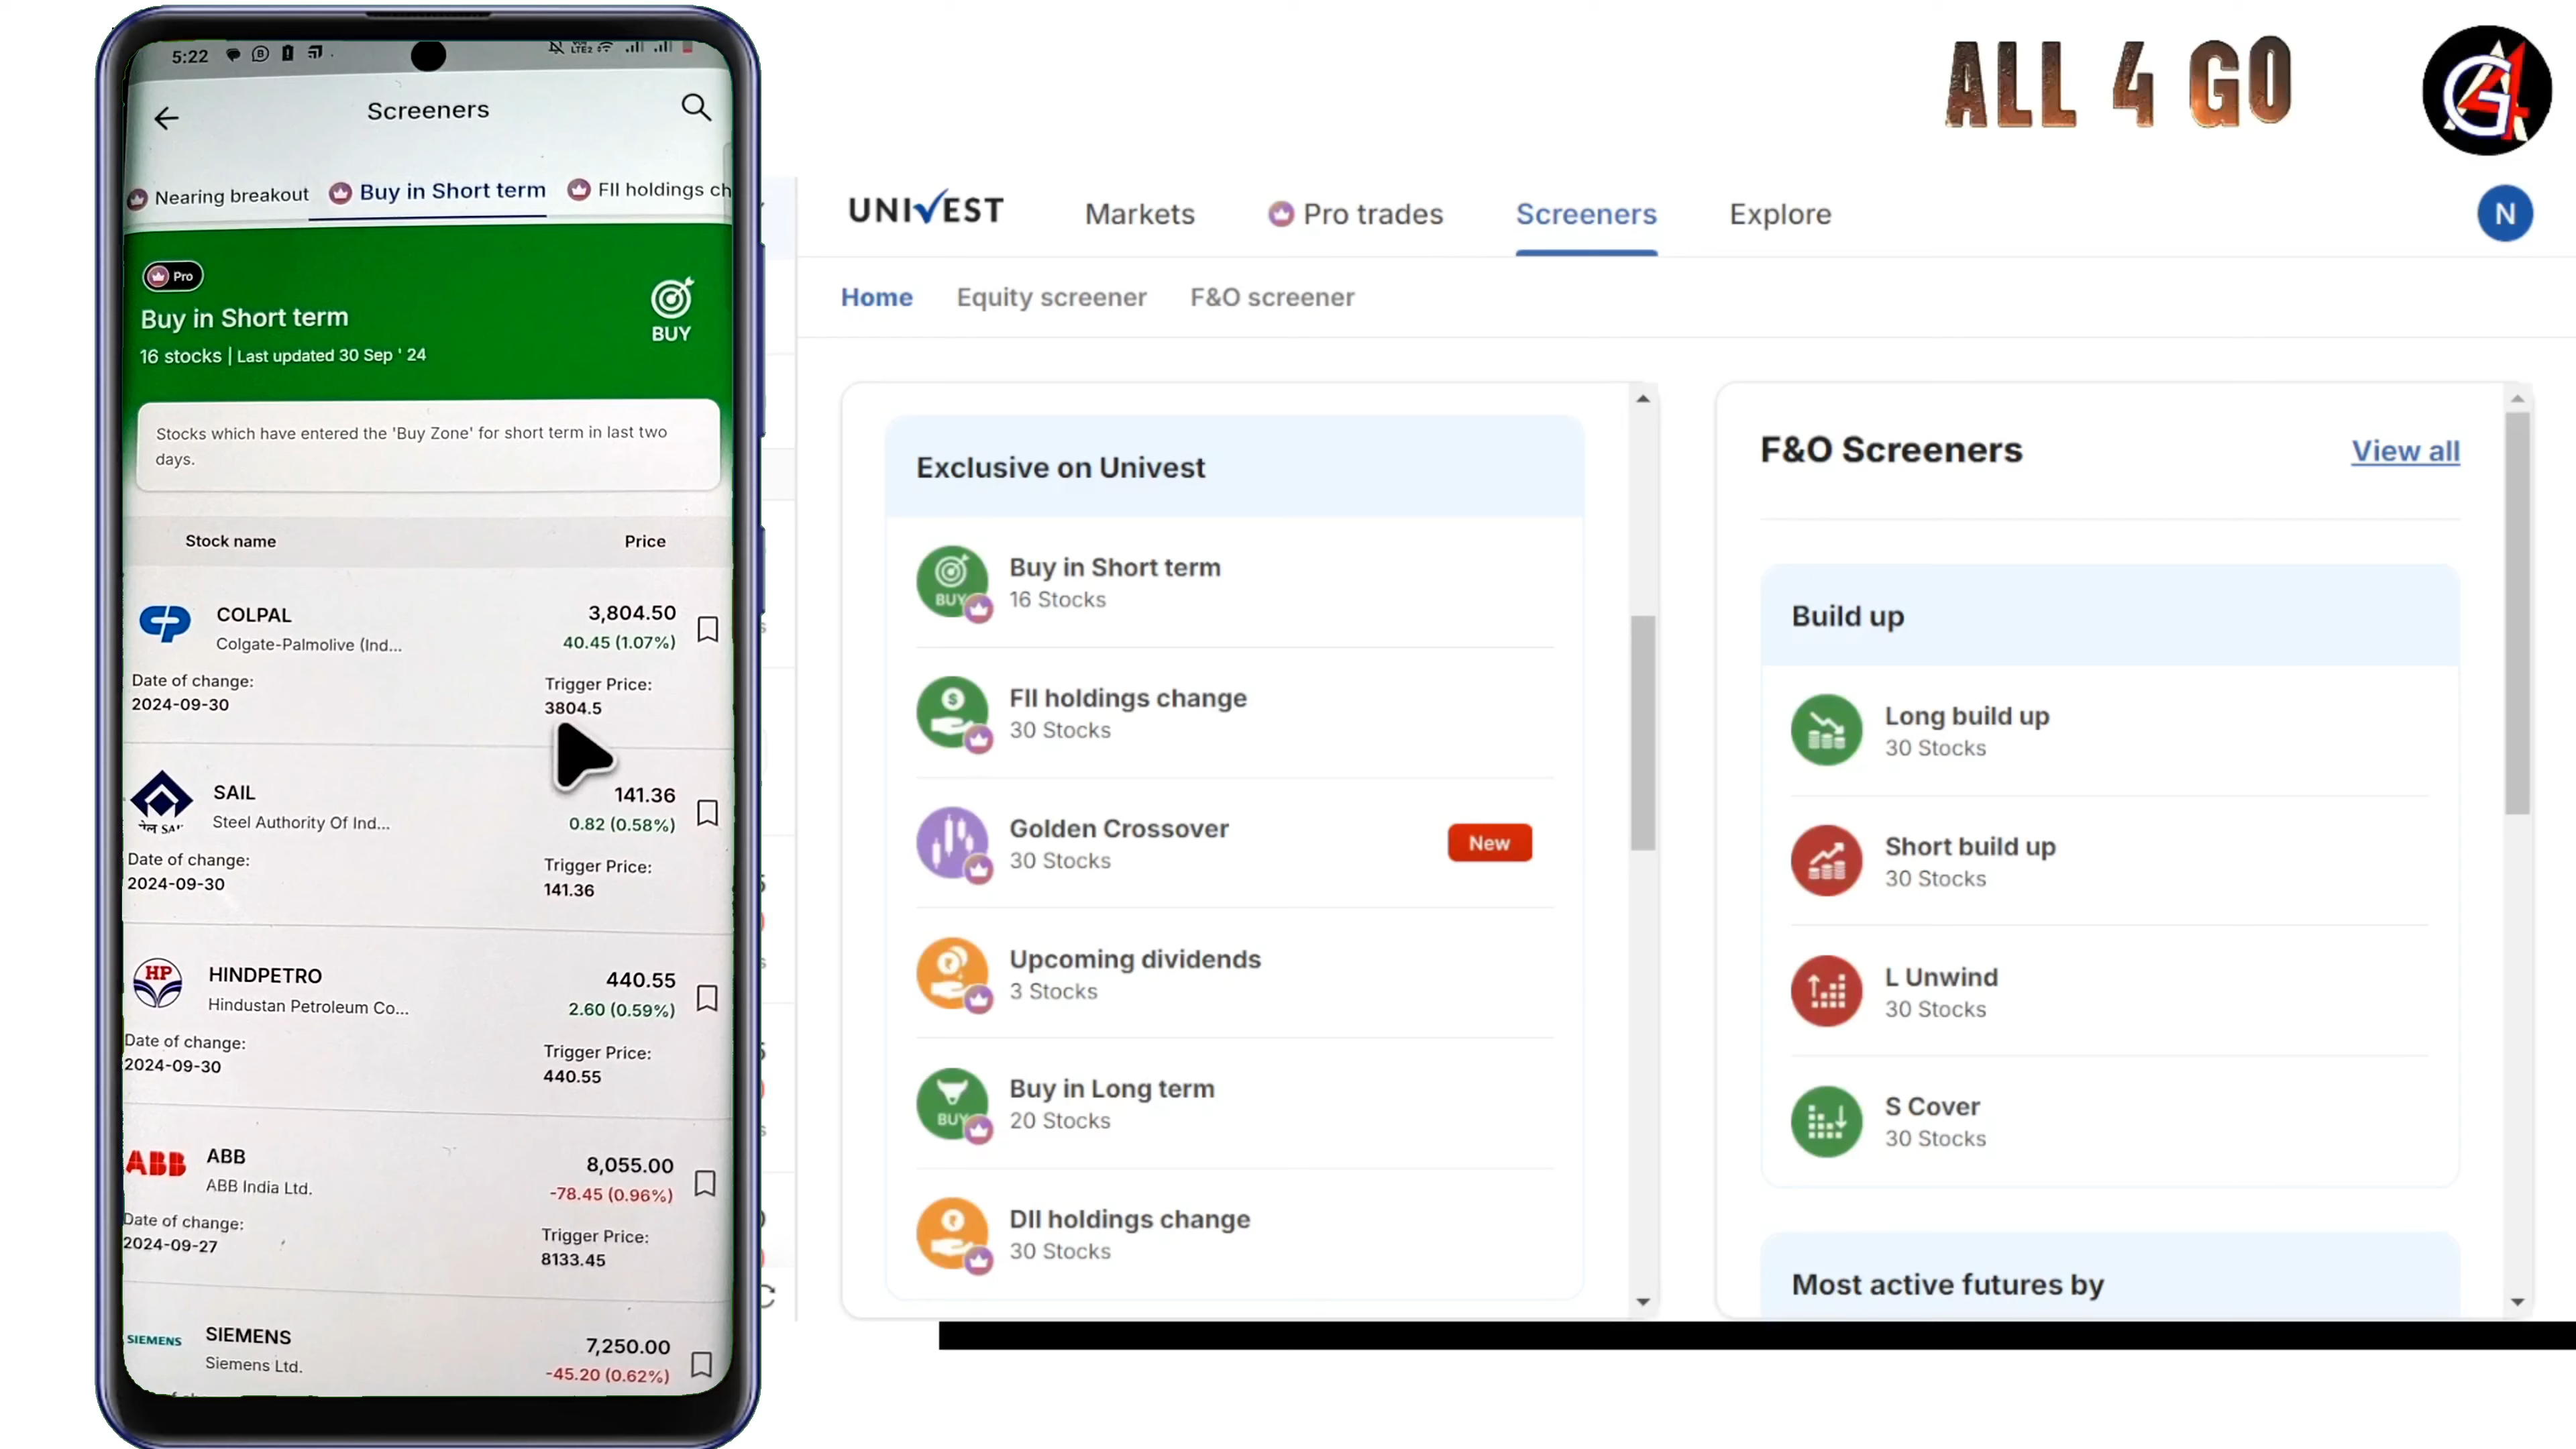 5:22
Screeners
Nearing breakout
Buy in Short term
FII holdings ch
Pro
Buy in Short term
BUY
16 stocks | Last updated 30 Sep ' 24
Stocks which have entered the 'Buy Zone' for short term in last two
days.
Stock name Price
COLPAL 3,804.50
Colgate-Palmolive (Ind... 40.45 (1.07%)
Date of change: Trigger Price:
2024-09-30 3804.5
SAIL 141.36
Steel Authority Of Ind... 0.82 (0.58%)
Date of change: Trigger Price:
2024-09-30 141.36
HP
HINDPETRO 440.55
Hindustan Petroleum Co... 2.60 (0.59%)
Date of change: Trigger Price:
2024-09-30 440.55
ABB
ABB 8,055.00
ABB India Ltd. -78.45 (0.96%)
Date of change: Trigger Price:
2024-09-27 8133.45
SIEMENS
SIEMENS 7,250.00
Siemens Ltd. -45.20 (0.62%)
ALL 4 GO
UNIVEST
Markets
Pro trades
Screeners
Explore
N
Home
Equity screener
F&O screener
Exclusive on Univest
BUY
Buy in Short term
16 Stocks
FII holdings change
30 Stocks
Golden Crossover
30 Stocks
New
Upcoming dividends
3 Stocks
BUY
Buy in Long term
20 Stocks
DII holdings change
30 Stocks
F&O Screeners
View all
Build up
Long build up
30 Stocks
Short build up
30 Stocks
L Unwind
30 Stocks
S Cover
30 Stocks
Most active futures by